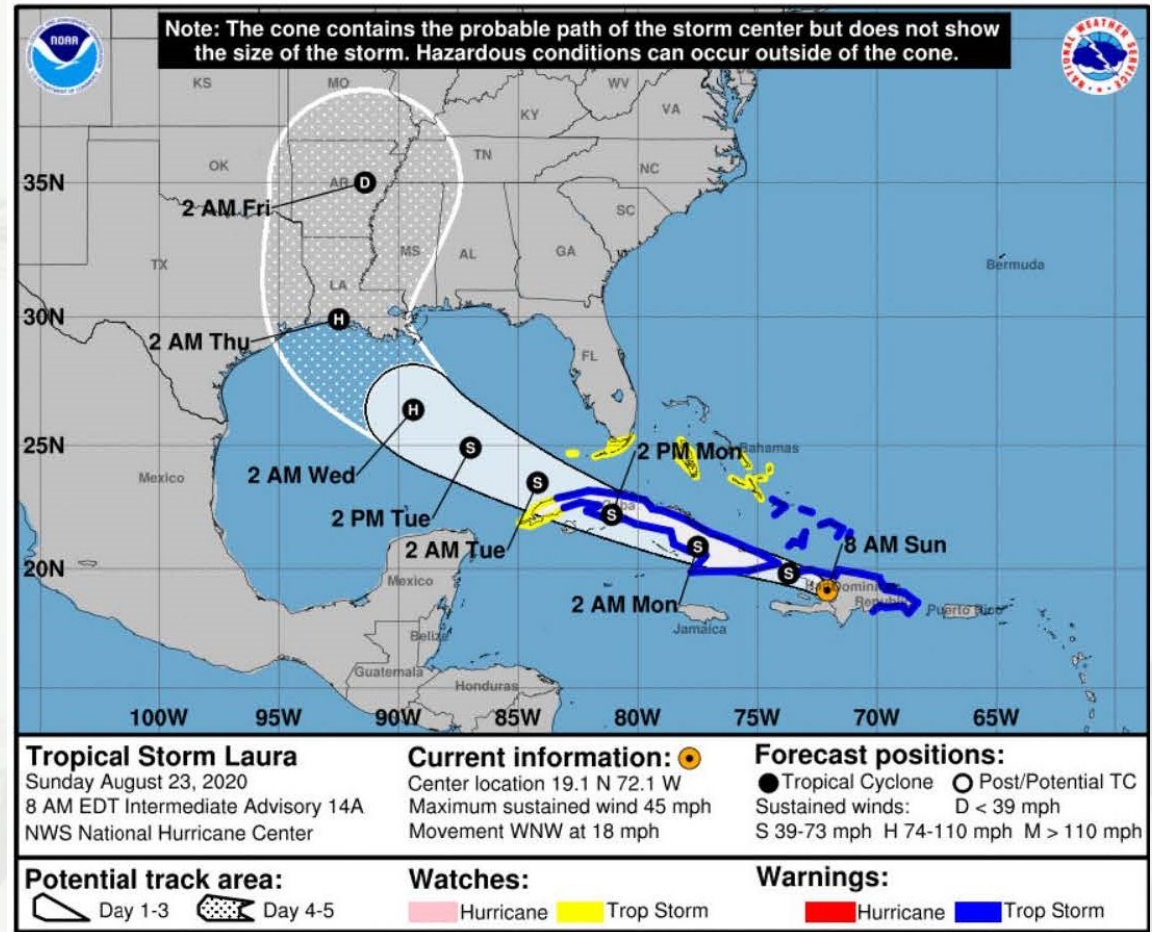 Note: The cone contains the probable path of the storm center but does not show
the size of the storm. Hazardous conditions can occur outside of the cone.
NOAA
NATIONAL WEATHER SERVICE
KS
MO
WV
VA
KY
OK
TN
NC
35N
AR
D
2 AM Fri
SC
TX
MS
AL
GA
Bermuda
LA
30N
H
2 AM Thu
FL
H
25N
S
2 PM Mon
Bahamas
Mexico
2 AM Wed
S
S
2 PM Tue
2 AM Tue
S
8 AM Sun
20N
S
Mexico
2 AM Mon
Puerto Rico
Jamaica
Belize
Guatemala
Honduras
100W
95W
90W
85W
80W
75W
70W
65W
Tropical Storm Laura
Sunday August 23, 2020
8 AM EDT Intermediate Advisory 14A
NWS National Hurricane Center
Current information:
Center location 19.1 N 72.1 W
Maximum sustained wind 45 mph
Movement WNW at 18 mph
Forecast positions:
Tropical Cyclone Post/Potential TC
Sustained winds: D < 39 mph
S 39-73 mph H 74-110 mph M > 110 mph
Potential track area:
Day 1-3 Day 4-5
Watches:
Hurricane Trop Storm
Warnings:
Hurricane Trop Storm